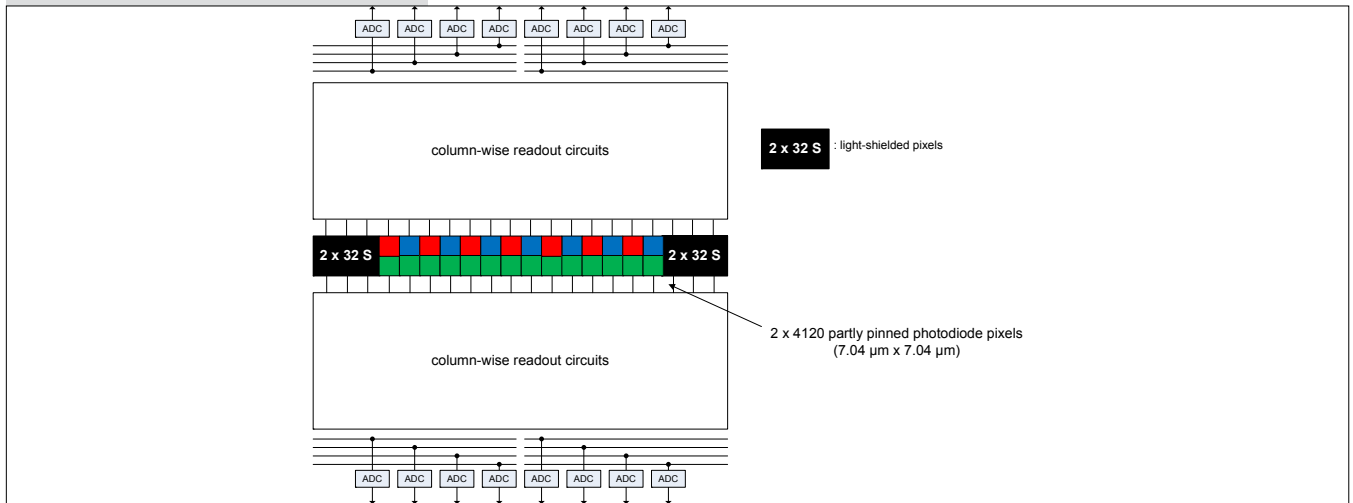 ADC ADC ADC ADC ADC ADC ADC ADC
column-wise readout circuits
2 x 32 S : light-shielded pixels
2 x 32 S 2 x 32 S
2 x 4120 partly pinned photodiode pixels
(7.04 µm x 7.04 µm)
column-wise readout circuits
ADC ADC ADC ADC ADC ADC ADC ADC